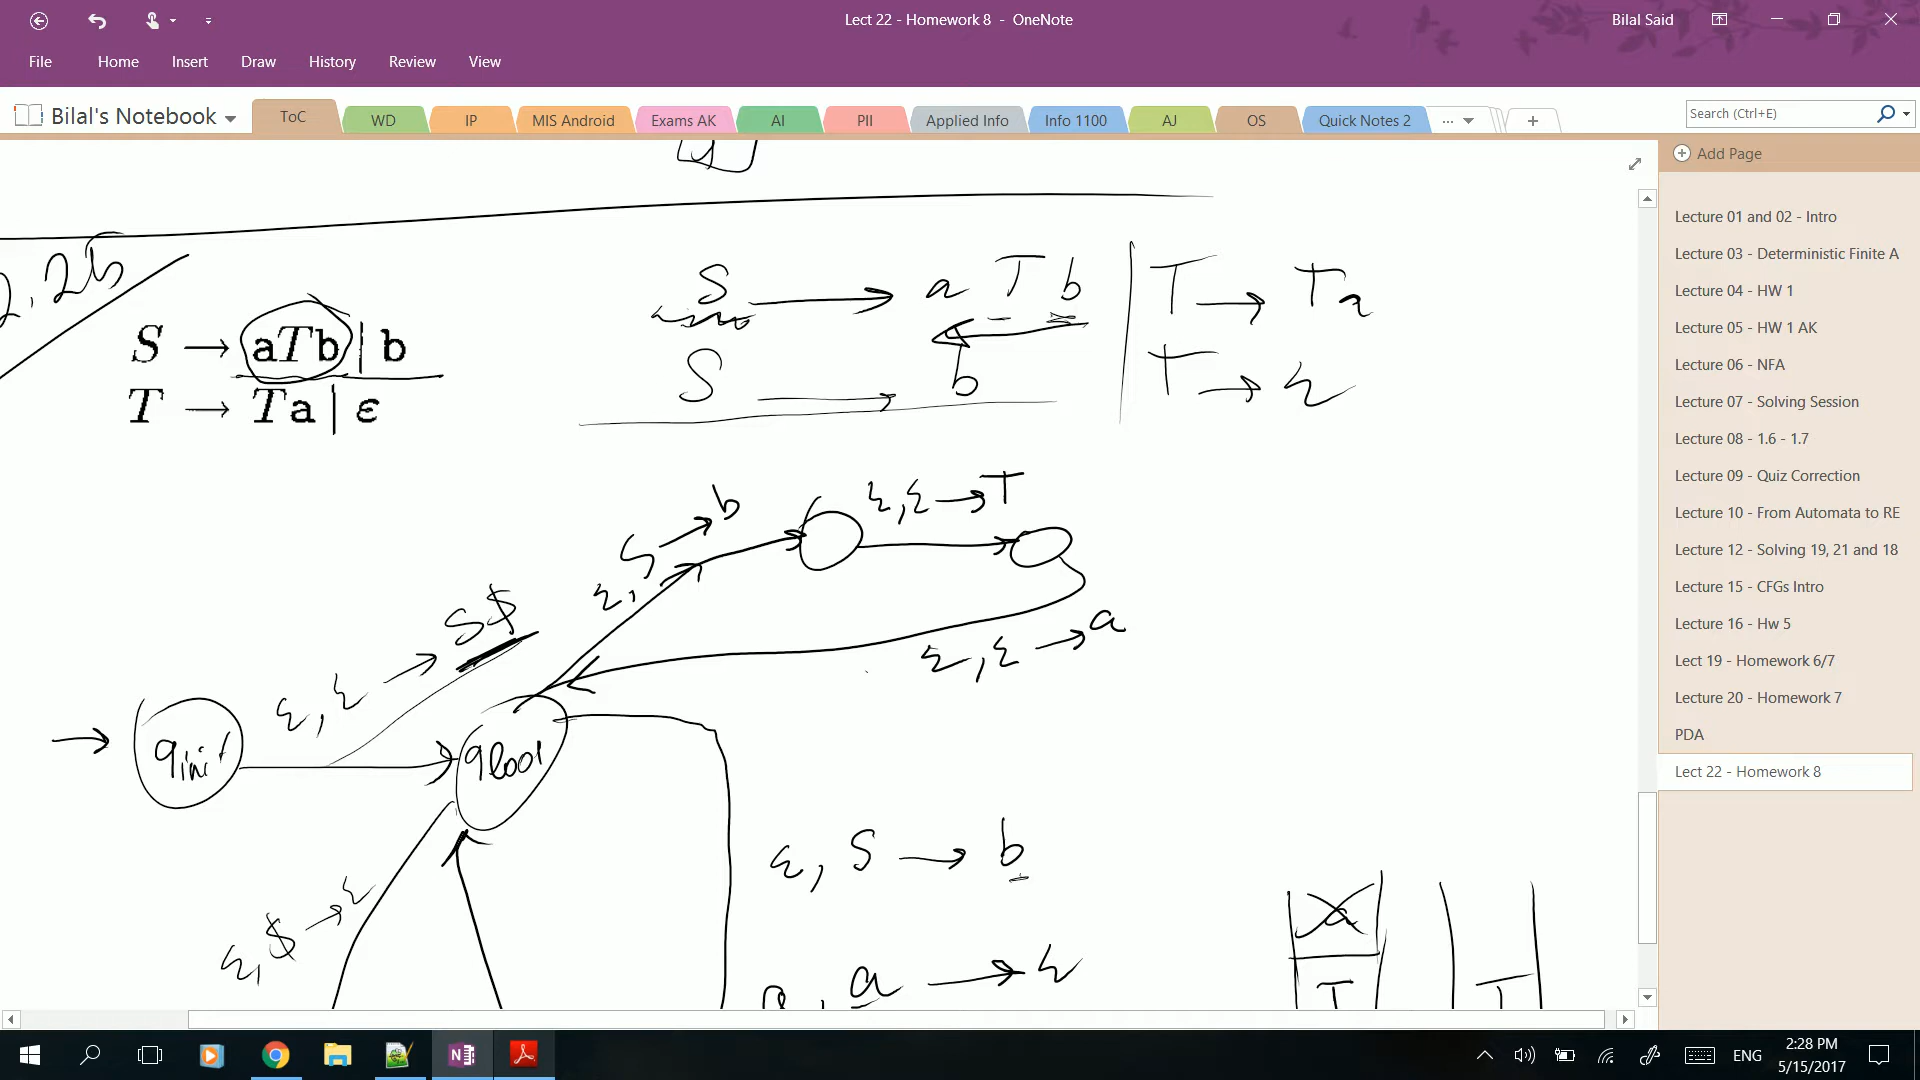 Lect 22 - Homework 8 - OneNote
Bilal Said
File Home Insert Draw History Review View
Bilal's Notebook
ToC WD IP MIS Android Exams AK AI PII Applied Info Info 1100 AJ OS Quick Notes 2 ...
Search (Ctrl+E)
Add Page
Lecture 01 and 02 - Intro
Lecture 03 - Deterministic Finite A
Lecture 04 - HW 1
Lecture 05 - HW 1 AK
Lecture 06 - NFA
Lecture 07 - Solving Session
Lecture 08 - 1.6 - 1.7
Lecture 09 - Quiz Correction
Lecture 10 - From Automata to RE
Lecture 12 - Solving 19, 21 and 18
Lecture 15 - CFGs Intro
Lecture 16 - Hw 5
Lect 19 - Homework 6/7
Lecture 20 - Homework 7
PDA
Lect 22 - Homework 8
2,2b
S → aTb | b
T → Ta | ε
S → a T b
S → b
T → Ta
T → ε
ε, S → b
ε, ε → T
ε, ε → a
ε, ε → S$
qinit
qloop
ε, S → b
ε, $ → ε
a, a → ε
a
T
T
ENG
2:28 PM
5/15/2017